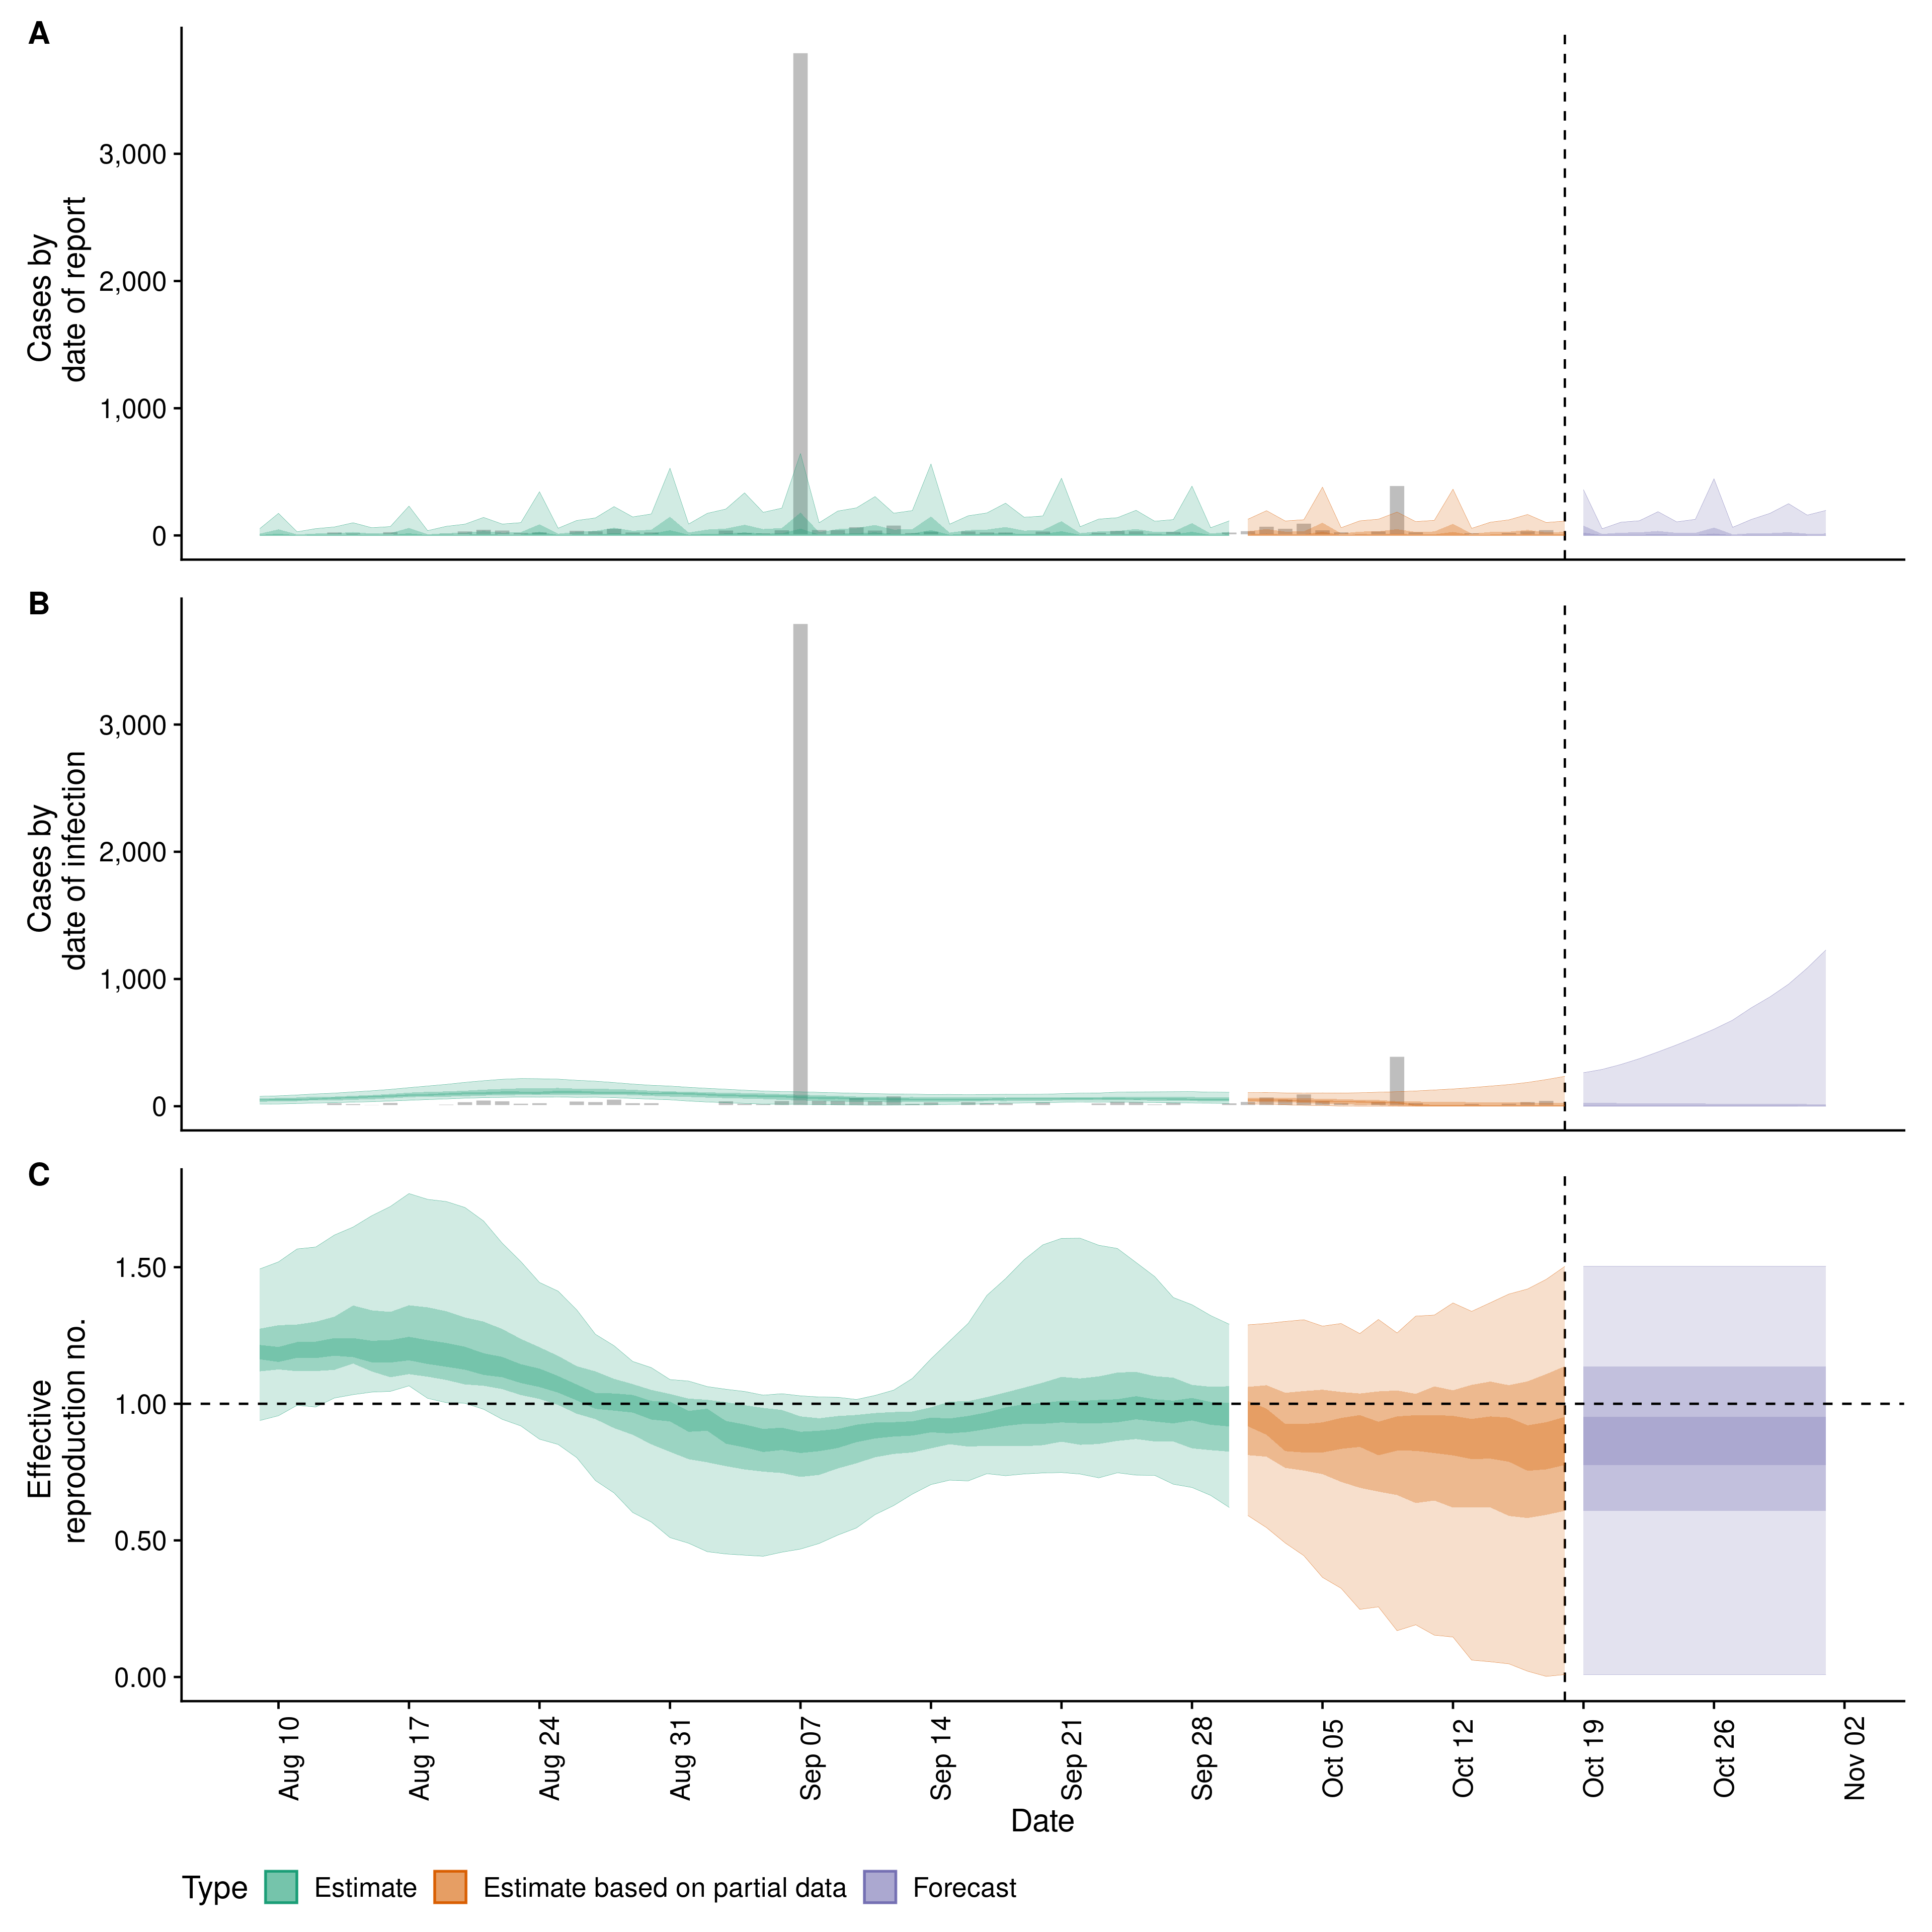 A
Cases by
date of report
3,000
2,000
1,000
0
B
Cases by
date of infection
3,000
2,000
1,000
0
C
Effective
reproduction no.
1.50
1.00
0.50
0.00
Aug 10
Aug 17
Aug 24
Aug 31
Sep 07
Sep 14
Sep 21
Sep 28
Oct 05
Oct 12
Oct 19
Oct 26
Nov 02
Date
Type Estimate Estimate based on partial data Forecast